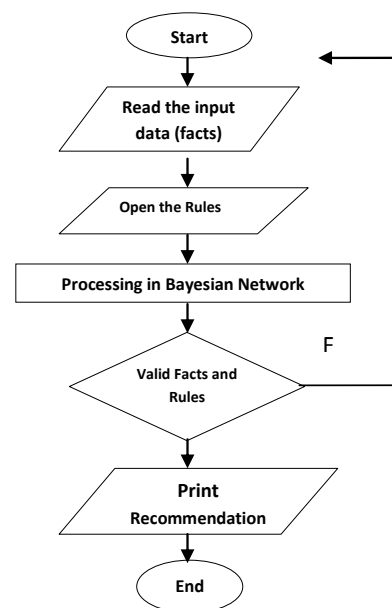 Start
Read the input
data (facts)
Open the Rules
Processing in Bayesian Network
F
Valid Facts and
Rules
Print
Recommendation
End